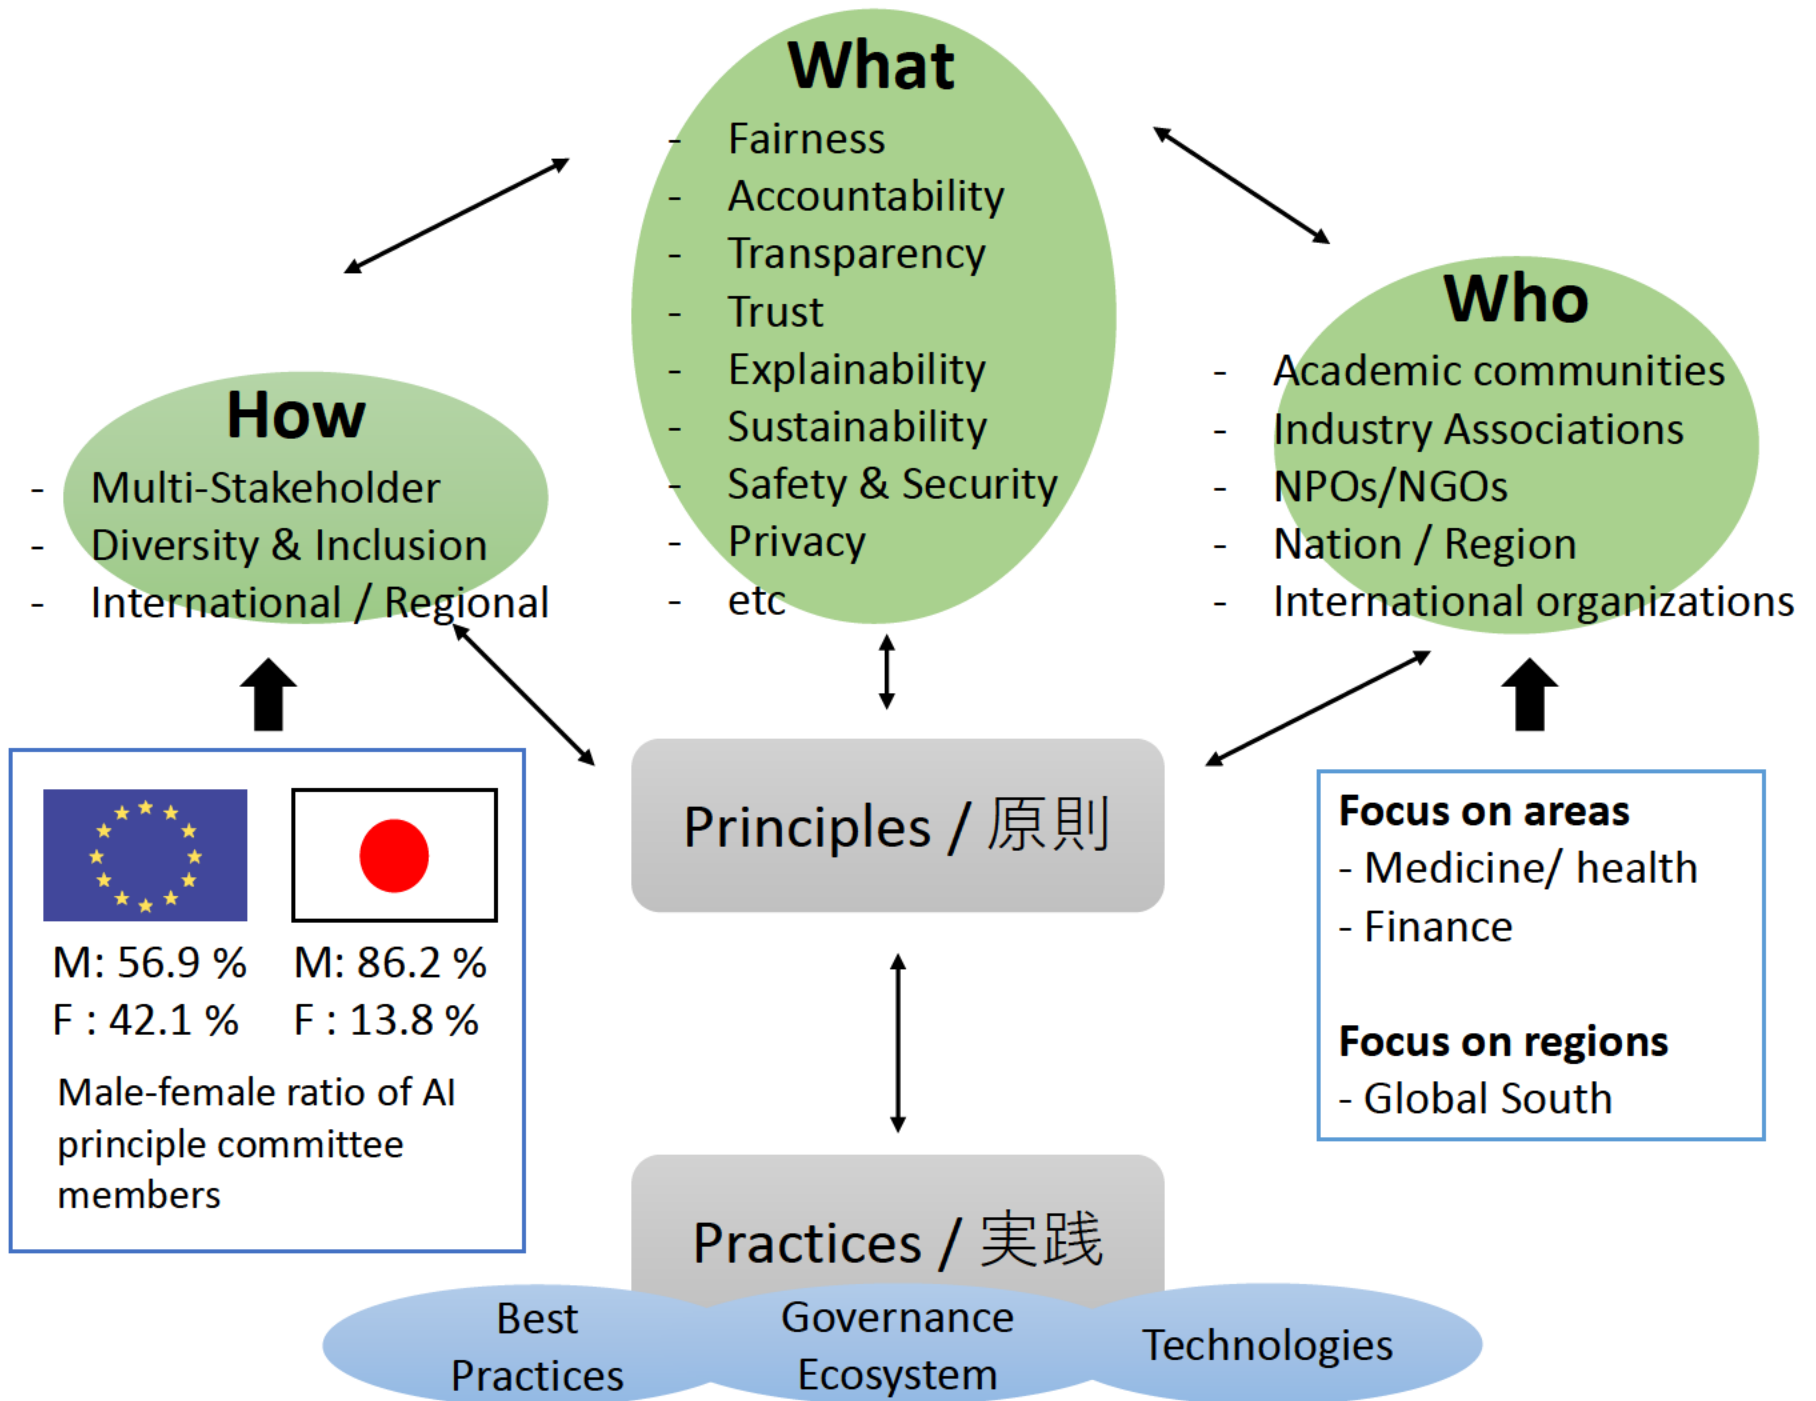 What
- Fairness
- Accountability
- Transparency
- Trust
- Explainability
- Sustainability
- Safety & Security
- Privacy
- etc
Who
- Academic communities
- Industry Associations
- NPOs/NGOs
- Nation / Region
- International organizations
How
- Multi-Stakeholder
- Diversity & Inclusion
- International / Regional
M: 56.9 %
F : 42.1 %
M: 86.2 %
F : 13.8 %
Male-female ratio of AI
principle committee
members
Principles / 原則
Focus on areas
- Medicine/ health
- Finance
Focus on regions
- Global South
Practices / 実践
Best
Practices
Governance
Ecosystem
Technologies